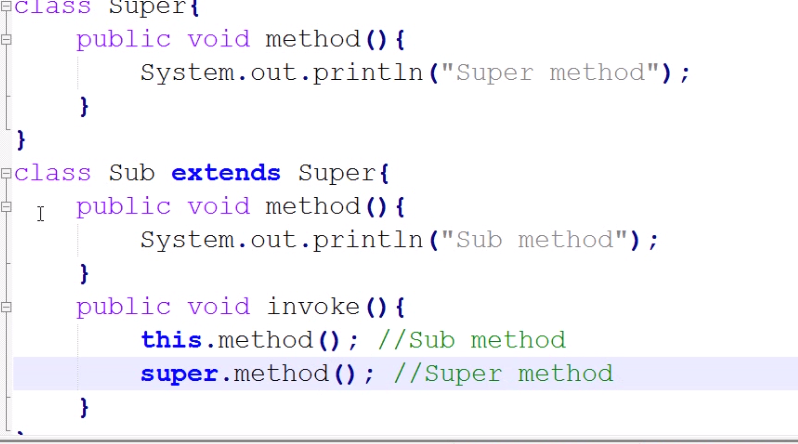 class Super{
    public void method(){
        System.out.println("Super method");
    }
}
class Sub extends Super{
    public void method(){
        System.out.println("Sub method");
    }
    public void invoke(){
        this.method(); //Sub method
        super.method(); //Super method
    }
}